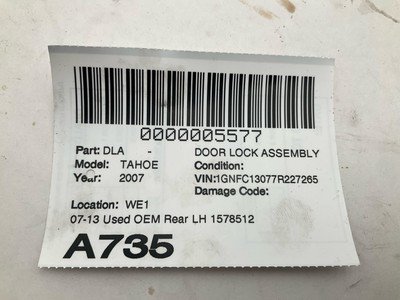 0000005577
Part: DLA - DOOR LOCK ASSEMBLY
Model: TAHOE Condition:
Year: 2007 VIN:1GNFC13077R227265
Damage Code:
Location: WE1
07-13 Used OEM Rear LH 1578512
A735